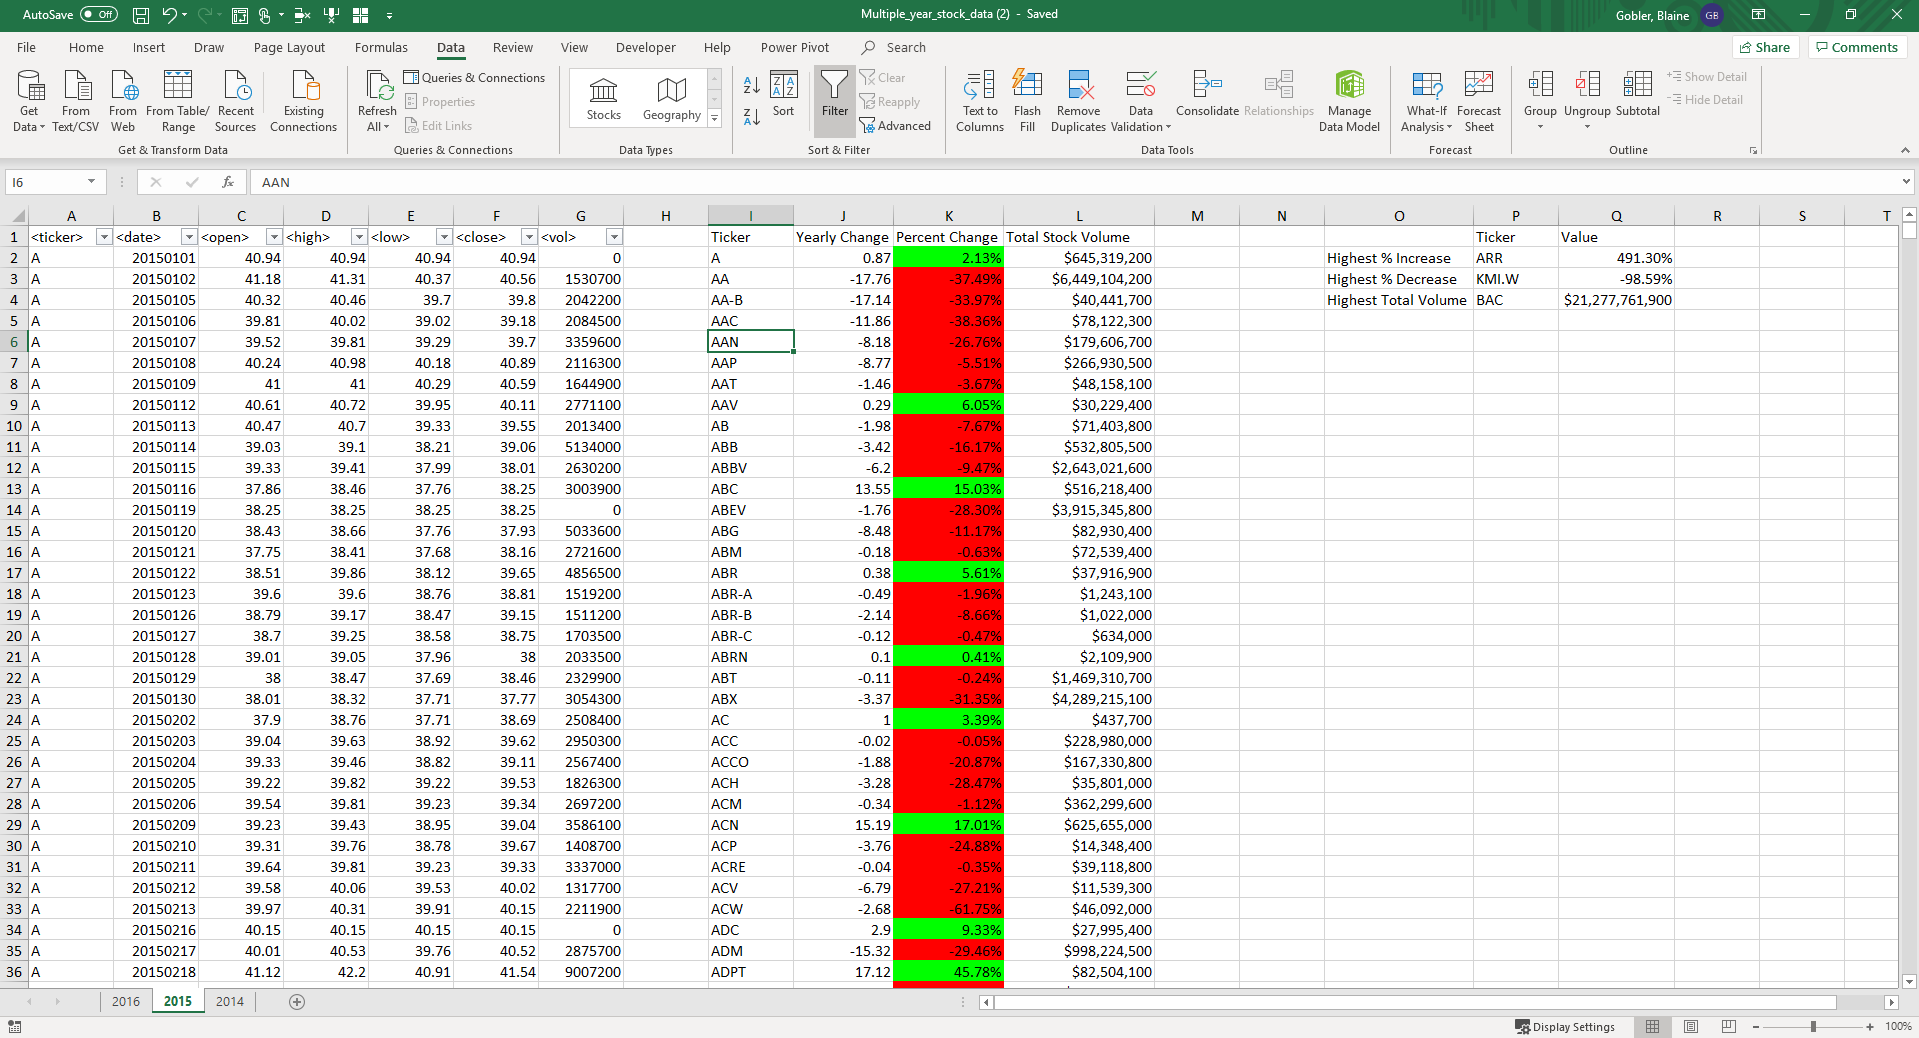 AutoSave Off Multiple_year_stock_data (2) - Saved Gobler, Blaine GB
File Home Insert Draw Page Layout Formulas Data Review View Developer Help Power Pivot Search Share Comments
Get Data From Text/CSV From Web From Table/ Range Recent Sources Existing Connections
Get & Transform Data
Refresh All Queries & Connections Properties Edit Links
Queries & Connections
Stocks Geography
Data Types
Sort Filter Clear Reapply Advanced
Sort & Filter
Text to Columns Flash Fill Remove Duplicates Data Validation Consolidate Relationships Manage Data Model
Data Tools
What-If Analysis Forecast Sheet
Forecast
Group Ungroup Subtotal Show Detail Hide Detail
Outline
I6 fx AAN
A B C D E F G H I J K L M N O P Q R S T
1 <ticker> <date> <open> <high> <low> <close> <vol> Ticker Yearly Change Percent Change Total Stock Volume Ticker Value
2 A 20150101 40.94 40.94 40.94 40.94 0 A 0.87 2.13% $645,319,200 Highest % Increase ARR 491.30%
3 A 20150102 41.18 41.31 40.37 40.56 1530700 AA -17.76 -37.49% $6,449,104,200 Highest % Decrease KMI.W -98.59%
4 A 20150105 40.32 40.46 39.7 39.8 2042200 AA-B -17.14 -33.97% $40,441,700 Highest Total Volume BAC $21,277,761,900
5 A 20150106 39.81 40.02 39.02 39.18 2084500 AAC -11.86 -38.36% $78,122,300
6 A 20150107 39.52 39.81 39.29 39.7 3359600 AAN -8.18 -26.76% $179,606,700
7 A 20150108 40.24 40.98 40.18 40.89 2116300 AAP -8.77 -5.51% $266,930,500
8 A 20150109 41 41 40.29 40.59 1644900 AAT -1.46 -3.67% $48,158,100
9 A 20150112 40.61 40.72 39.95 40.11 2771100 AAV 0.29 6.05% $30,229,400
10 A 20150113 40.47 40.7 39.33 39.55 2013400 AB -1.98 -7.67% $71,403,800
11 A 20150114 39.03 39.1 38.21 39.06 5134000 ABB -3.42 -16.17% $532,805,500
12 A 20150115 39.33 39.41 37.99 38.01 2630200 ABBV -6.2 -9.47% $2,643,021,600
13 A 20150116 37.86 38.46 37.76 38.25 3003900 ABC 13.55 15.03% $516,218,400
14 A 20150119 38.25 38.25 38.25 38.25 0 ABEV -1.76 -28.30% $3,915,345,800
15 A 20150120 38.43 38.66 37.76 37.93 5033600 ABG -8.48 -11.17% $82,930,400
16 A 20150121 37.75 38.41 37.68 38.16 2721600 ABM -0.18 -0.63% $72,539,400
17 A 20150122 38.51 39.86 38.12 39.65 4856500 ABR 0.38 5.61% $37,916,900
18 A 20150123 39.6 39.6 38.76 38.81 1519200 ABR-A -0.49 -1.96% $1,243,100
19 A 20150126 38.79 39.17 38.47 39.15 1511200 ABR-B -2.14 -8.66% $1,022,000
20 A 20150127 38.7 39.25 38.58 38.75 1703500 ABR-C -0.12 -0.47% $634,000
21 A 20150128 39.01 39.05 37.96 38 2033500 ABRN 0.1 0.41% $2,109,900
22 A 20150129 38 38.47 37.69 38.46 2329900 ABT -0.11 -0.24% $1,469,310,700
23 A 20150130 38.01 38.32 37.71 37.77 3054300 ABX -3.37 -31.35% $4,289,215,100
24 A 20150202 37.9 38.76 37.71 38.69 2508400 AC 1 3.39% $437,700
25 A 20150203 39.04 39.63 38.92 39.62 2950300 ACC -0.02 -0.05% $228,980,000
26 A 20150204 39.33 39.46 38.82 39.11 2567400 ACCO -1.88 -20.87% $167,330,800
27 A 20150205 39.22 39.82 39.22 39.53 1826300 ACH -3.28 -28.47% $35,801,000
28 A 20150206 39.54 39.81 39.23 39.34 2697200 ACM -0.34 -1.12% $362,299,600
29 A 20150209 39.23 39.43 38.95 39.04 3586100 ACN 15.19 17.01% $625,655,000
30 A 20150210 39.31 39.76 38.78 39.67 1408700 ACP -3.76 -24.88% $14,348,400
31 A 20150211 39.64 39.81 39.23 39.33 3337000 ACRE -0.04 -0.35% $39,118,800
32 A 20150212 39.58 40.06 39.53 40.02 1317700 ACV -6.79 -27.21% $11,539,300
33 A 20150213 39.97 40.31 39.91 40.15 2211900 ACW -2.68 -61.75% $46,092,000
34 A 20150216 40.15 40.15 40.15 40.15 0 ADC 2.9 9.33% $27,995,400
35 A 20150217 40.01 40.53 39.76 40.52 2875700 ADM -15.32 -29.46% $998,224,500
36 A 20150218 41.12 42.2 40.91 41.54 9007200 ADPT 17.12 45.78% $82,504,100
2016 2015 2014
Display Settings 100%